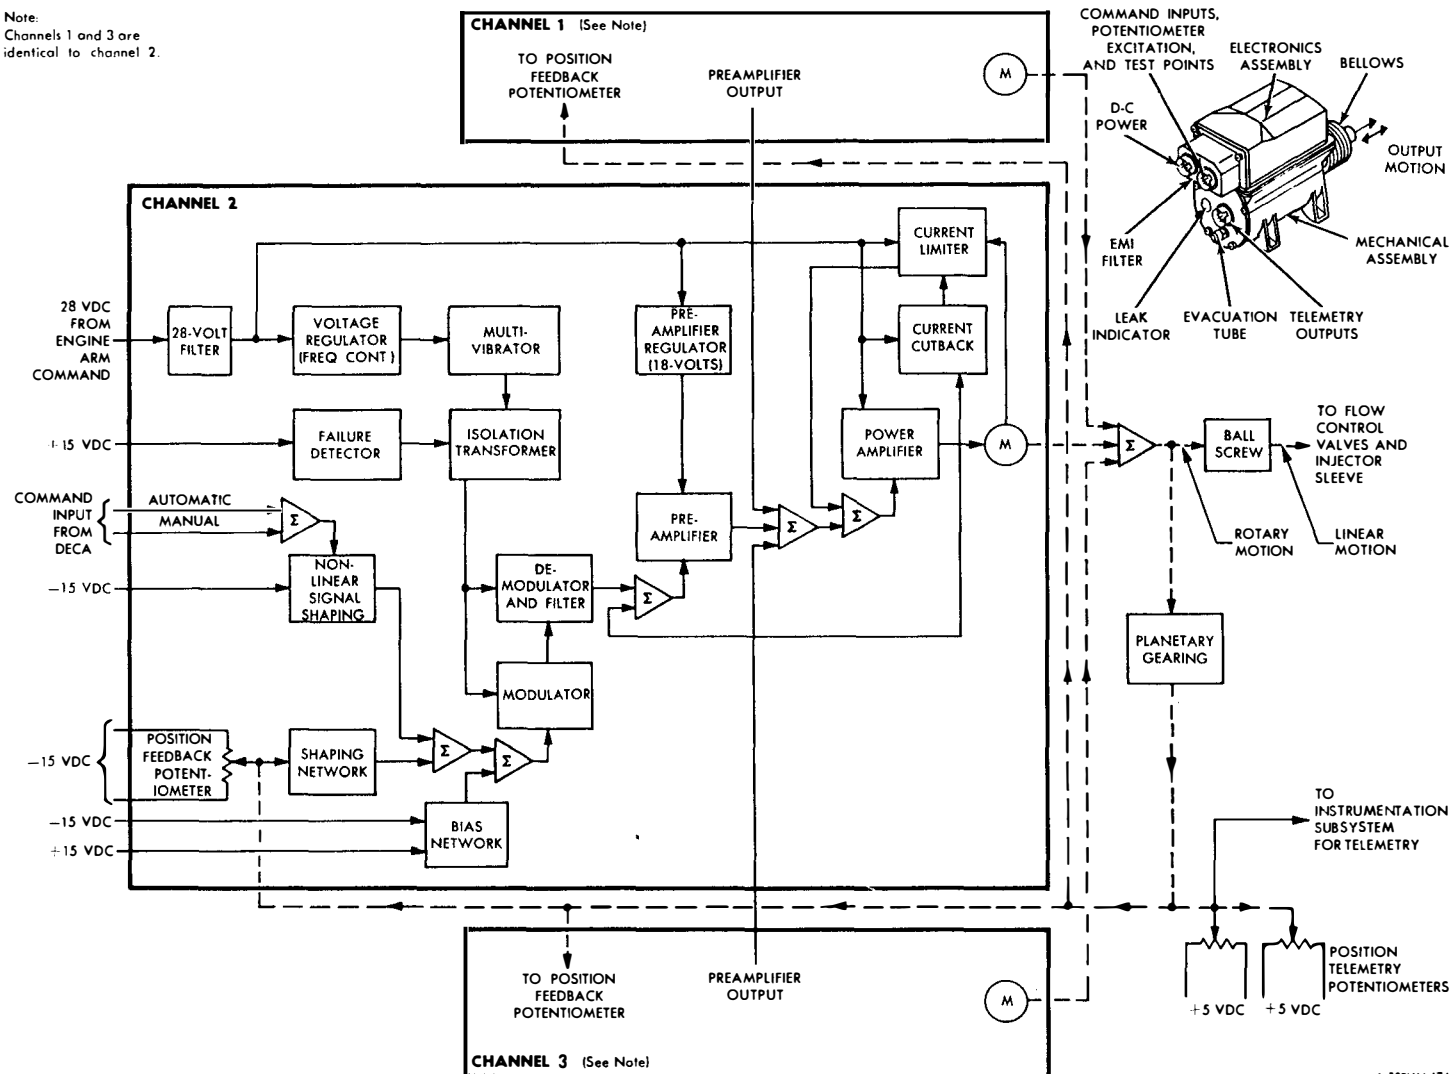 Note:
Channels 1 and 3 are
identical to channel 2.
CHANNEL 1 (See Note)
TO POSITION
FEEDBACK
POTENTIOMETER
PREAMPLIFIER
OUTPUT
M
COMMAND INPUTS,
POTENTIOMETER
EXCITATION,
AND TEST POINTS
ELECTRONICS
ASSEMBLY
BELLOWS
D-C
POWER
OUTPUT
MOTION
EMI
FILTER
MECHANICAL
ASSEMBLY
LEAK
INDICATOR
EVACUATION
TUBE
TELEMETRY
OUTPUTS
CHANNEL 2
28 VDC
FROM
ENGINE
ARM
COMMAND
28-VOLT
FILTER
VOLTAGE
REGULATOR
(FREQ CONT)
MULTI-
VIBRATOR
PRE-
AMPLIFIER
REGULATOR
(18-VOLTS)
CURRENT
LIMITER
CURRENT
CUTBACK
+15 VDC
FAILURE
DETECTOR
ISOLATION
TRANSFORMER
POWER
AMPLIFIER
M
Σ
BALL
SCREW
TO FLOW
CONTROL
VALVES AND
INJECTOR
SLEEVE
ROTARY
MOTION
LINEAR
MOTION
COMMAND
INPUT
FROM
DECA
AUTOMATIC
MANUAL
Σ
PRE-
AMPLIFIER
Σ
Σ
−15 VDC
NON-
LINEAR
SIGNAL
SHAPING
DE-
MODULATOR
AND FILTER
Σ
MODULATOR
PLANETARY
GEARING
−15 VDC
POSITION
FEEDBACK
POTENT-
IOMETER
SHAPING
NETWORK
Σ
Σ
−15 VDC
+15 VDC
BIAS
NETWORK
TO
INSTRUMENTATION
SUBSYSTEM
FOR TELEMETRY
TO POSITION
FEEDBACK
POTENTIOMETER
PREAMPLIFIER
OUTPUT
M
POSITION
TELEMETRY
POTENTIOMETERS
+5 VDC
+5 VDC
CHANNEL 3 (See Note)